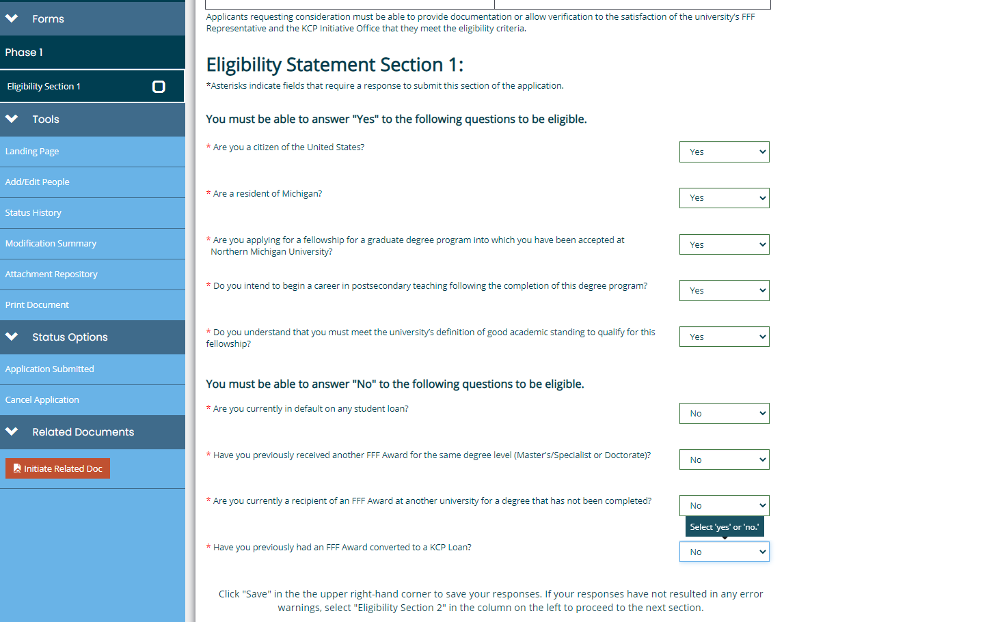 Forms
Phase 1
Eligibility Section 1
Tools
Landing Page
Add/Edit People
Status History
Modification Summary
Attachment Repository
Print Document
Status Options
Application Submitted
Cancel Application
Related Documents
Initiate Related Doc
Applicants requesting consideration must be able to provide documentation or allow verification to the satisfaction of the university's FFF
Representative and the KCP Initiative Office that they meet the eligibility criteria.
Eligibility Statement Section 1:
*Asterisks indicate fields that require a response to submit this section of the application.
You must be able to answer "Yes" to the following questions to be eligible.
* Are you a citizen of the United States?
Yes
* Are a resident of Michigan?
Yes
* Are you applying for a fellowship for a graduate degree program into which you have been accepted at
Northern Michigan University?
Yes
* Do you intend to begin a career in postsecondary teaching following the completion of this degree program?
Yes
* Do you understand that you must meet the university's definition of good academic standing to qualify for this
fellowship?
Yes
You must be able to answer "No" to the following questions to be eligible.
* Are you currently in default on any student loan?
No
* Have you previously received another FFF Award for the same degree level (Master's/Specialist or Doctorate)?
No
* Are you currently a recipient of an FFF Award at another university for a degree that has not been completed?
No
Select 'yes' or 'no.'
* Have you previously had an FFF Award converted to a KCP Loan?
No
Click "Save" in the the upper right-hand corner to save your responses. If your responses have not resulted in any error
warnings, select "Eligibility Section 2" in the column on the left to proceed to the next section.